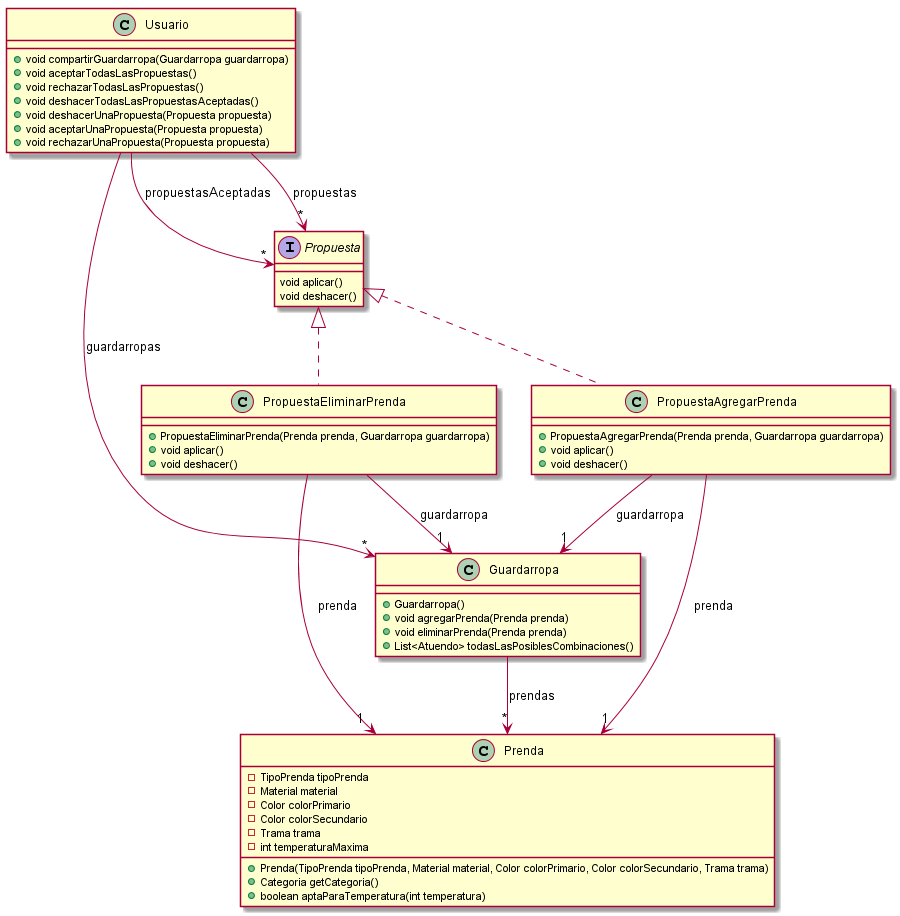 C Usuario
void compartirGuardarropa(Guardarropa guardarropa)
void aceptarTodasLasPropuestas()
void rechazarTodasLasPropuestas()
void deshacerTodasLasPropuestasAceptadas()
void deshacerUnaPropuesta(Propuesta propuesta)
void aceptarUnaPropuesta(Propuesta propuesta)
void rechazarUnaPropuesta(Propuesta propuesta)
propuestasAceptadas
propuestas
*
*
I Propuesta
void aplicar()
void deshacer()
guardarropas
C PropuestaEliminarPrenda
PropuestaEliminarPrenda(Prenda prenda, Guardarropa guardarropa)
void aplicar()
void deshacer()
C PropuestaAgregarPrenda
PropuestaAgregarPrenda(Prenda prenda, Guardarropa guardarropa)
void aplicar()
void deshacer()
guardarropa
guardarropa
*
1
1
C Guardarropa
Guardarropa()
void agregarPrenda(Prenda prenda)
void eliminarPrenda(Prenda prenda)
List<Atuendo> todasLasPosiblesCombinaciones()
prenda
prenda
prendas
1
*
1
C Prenda
TipoPrenda tipoPrenda
Material material
Color colorPrimario
Color colorSecundario
Trama trama
int temperaturaMaxima
Prenda(TipoPrenda tipoPrenda, Material material, Color colorPrimario, Color colorSecundario, Trama trama)
Categoria getCategoria()
boolean aptaParaTemperatura(int temperatura)